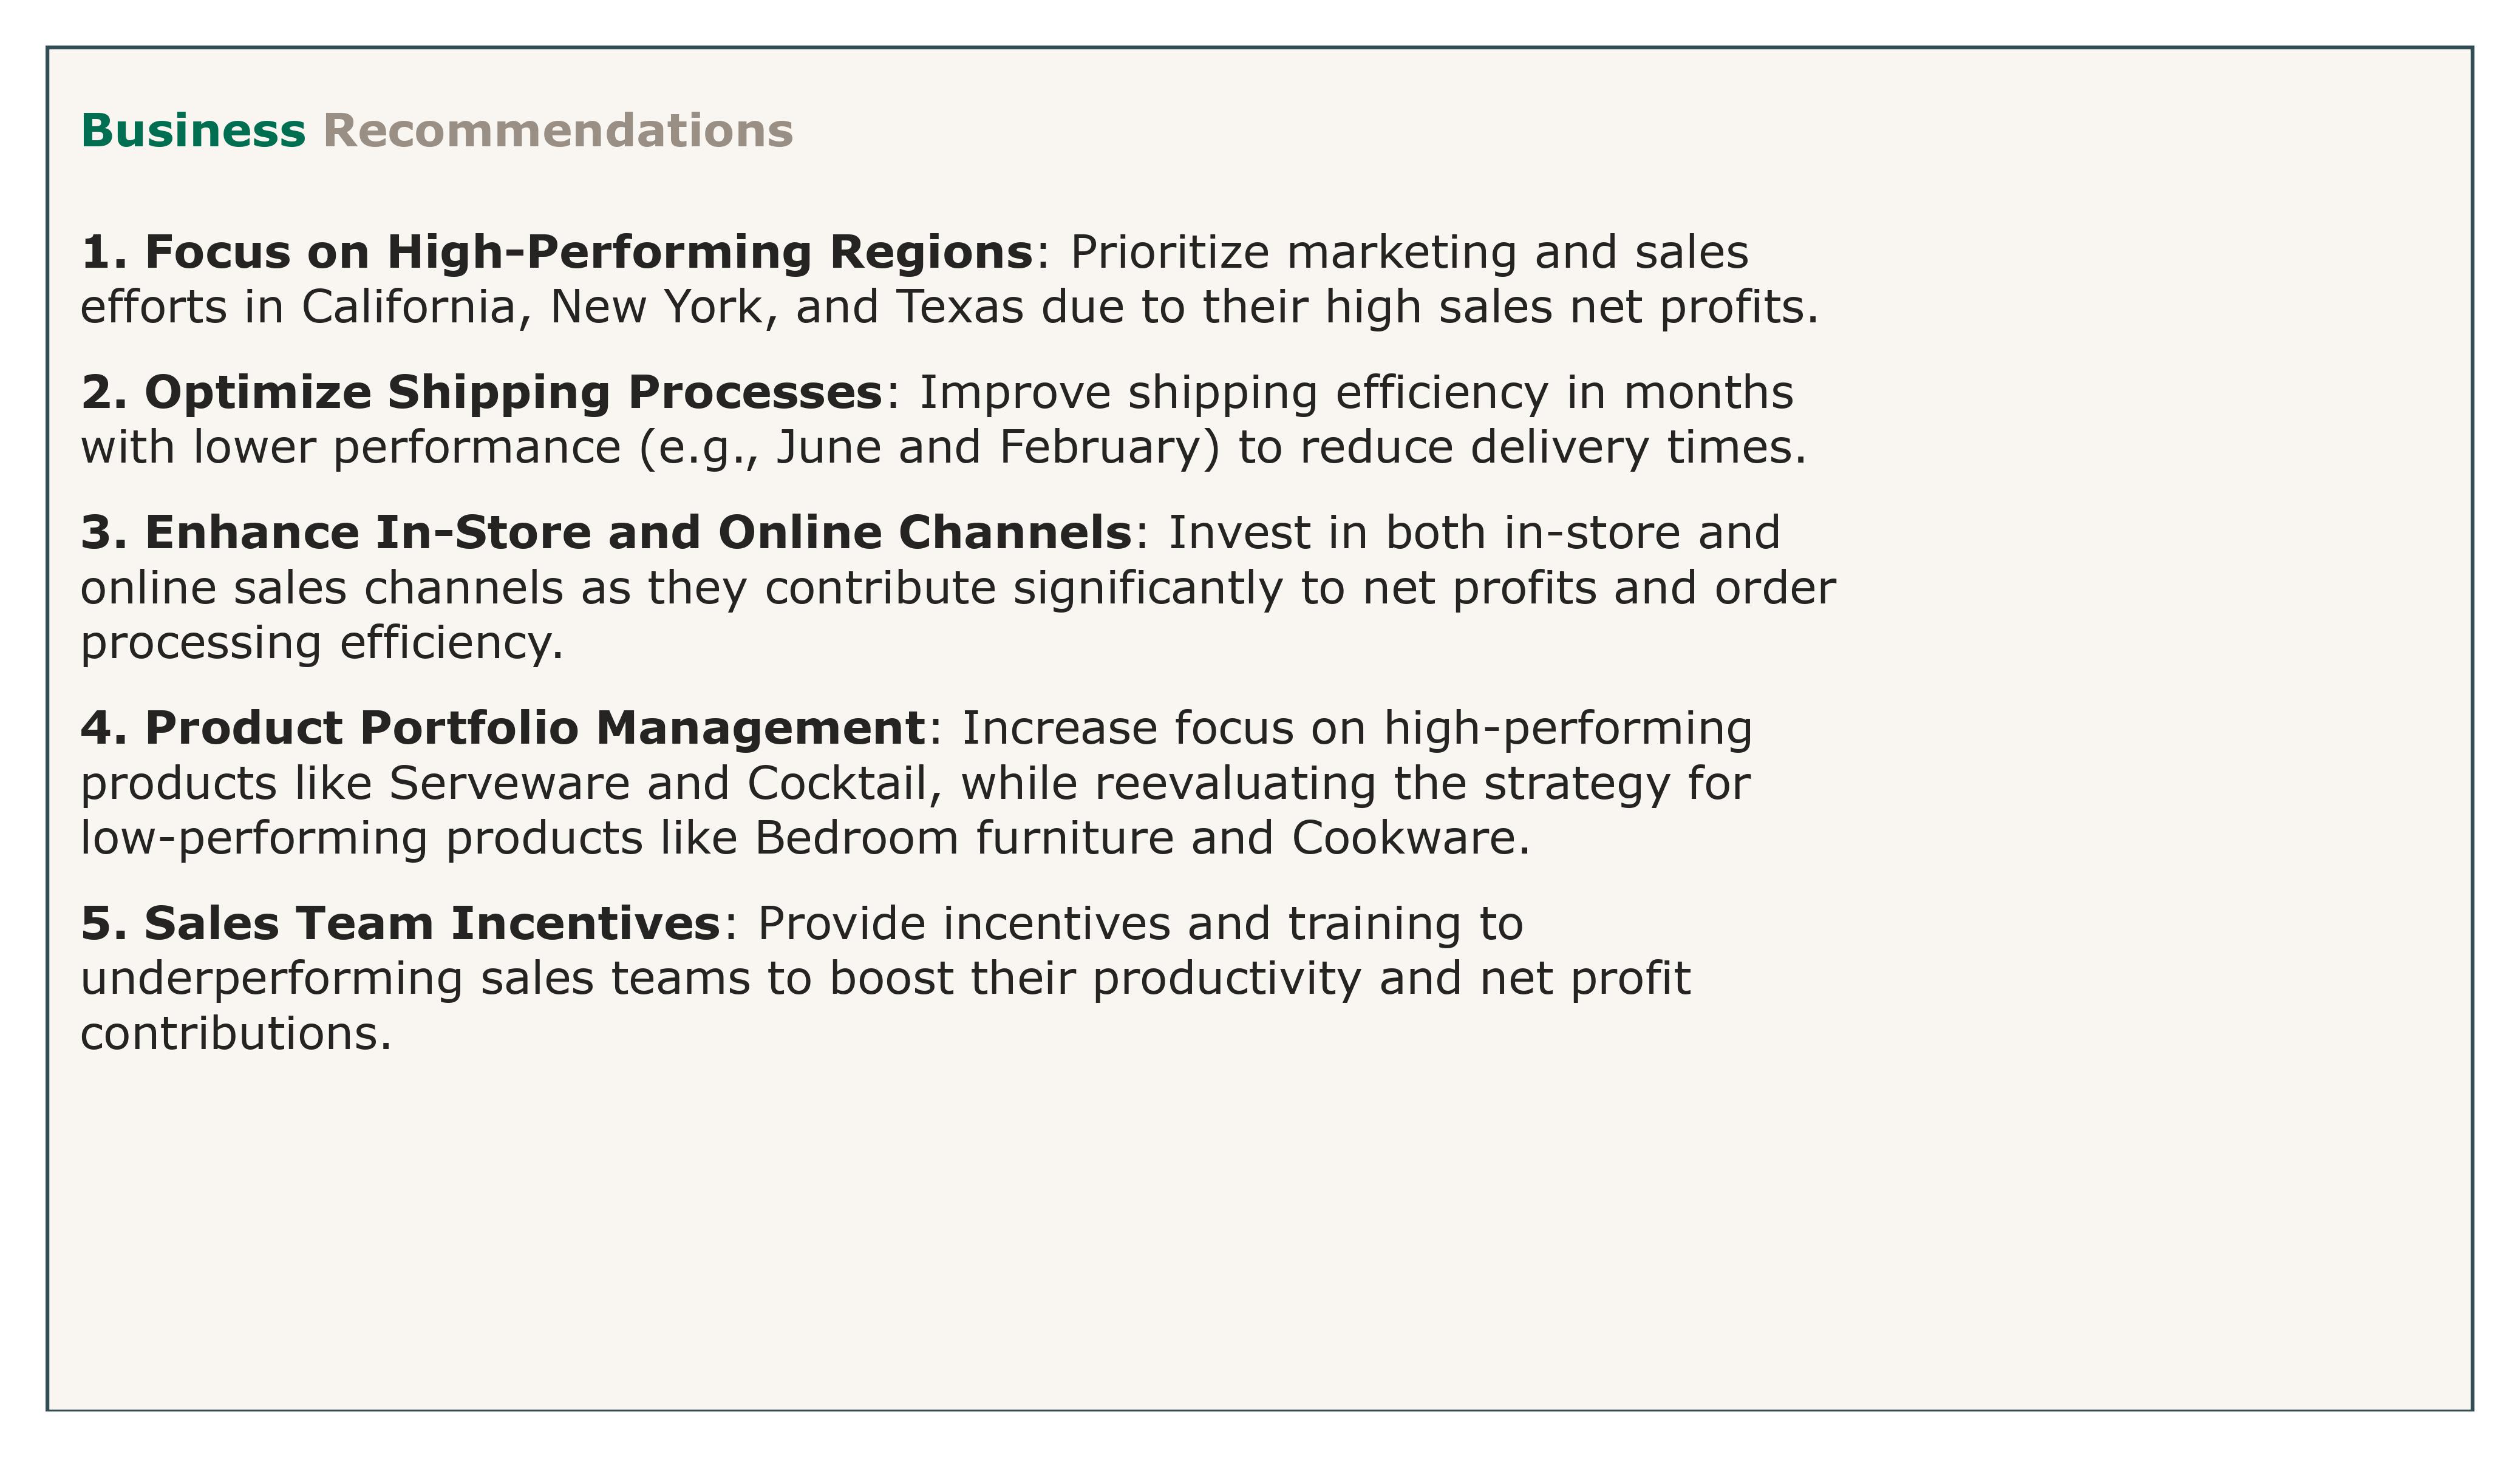 Business Recommendations
1. Focus on High-Performing Regions: Prioritize marketing and sales
efforts in California, New York, and Texas due to their high sales net profits.
2. Optimize Shipping Processes: Improve shipping efficiency in months
with lower performance (e.g., June and February) to reduce delivery times.
3. Enhance In-Store and Online Channels: Invest in both in-store and
online sales channels as they contribute significantly to net profits and order
processing efficiency.
4. Product Portfolio Management: Increase focus on high-performing
products like Serveware and Cocktail, while reevaluating the strategy for
low-performing products like Bedroom furniture and Cookware.
5. Sales Team Incentives: Provide incentives and training to
underperforming sales teams to boost their productivity and net profit
contributions.